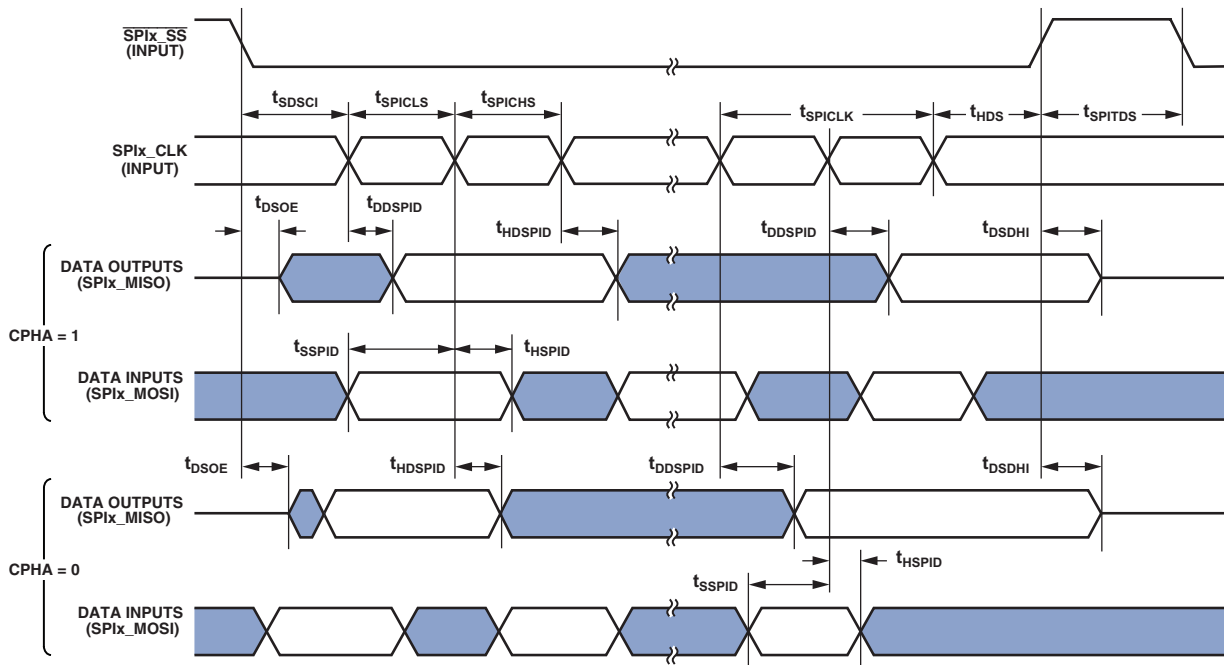 SPIx_SS
(INPUT)
tSDSCI tSPICLS tSPICHS tSPICLK tHDS tSPITDS
SPIx_CLK
(INPUT)
tDSOE tDDSPID tHDSPID tDDSPID tDSDHI
DATA OUTPUTS
(SPIx_MISO)
CPHA = 1
tSSPID tHSPID
DATA INPUTS
(SPIx_MOSI)
tDSOE tHDSPID tDDSPID tDSDHI
DATA OUTPUTS
(SPIx_MISO)
CPHA = 0
tSSPID tHSPID
DATA INPUTS
(SPIx_MOSI)